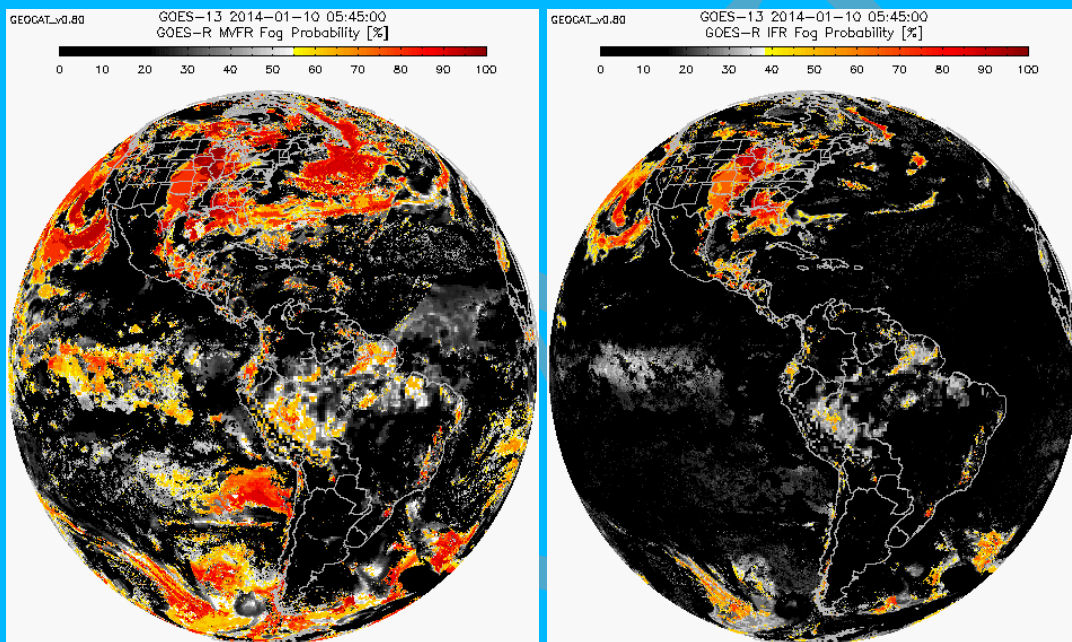 GEOCAT_v0.80
GOES-13 2014-01-10 05:45:00
GOES-R MVFR Fog Probability [%]
0 10 20 30 40 50 60 70 80 90 100
GEOCAT_v0.80
GOES-13 2014-01-10 05:45:00
GOES-R IFR Fog Probability [%]
0 10 20 30 40 50 60 70 80 90 100